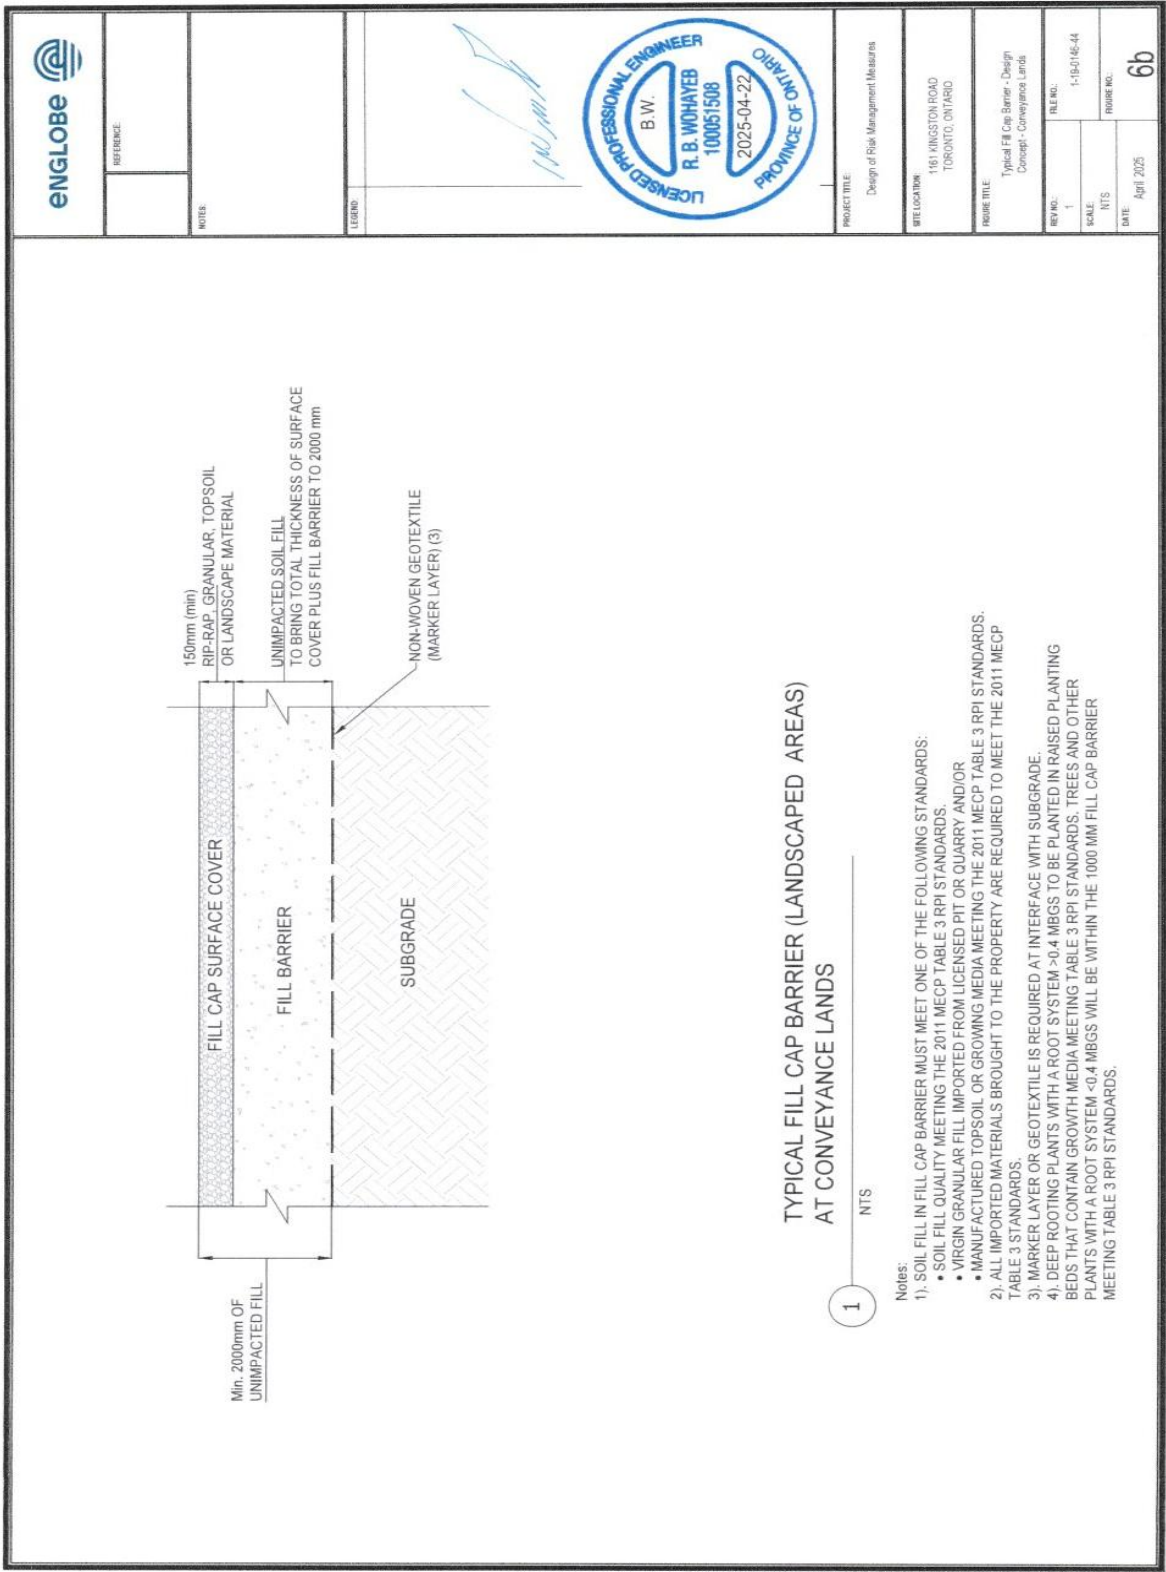 Min. 2000mm OF
UNIMPACTED FILL
FILL CAP SURFACE COVER
FILL BARRIER
SUBGRADE
150mm (min)
RIP-RAP, GRANULAR, TOPSOIL
OR LANDSCAPE MATERIAL
UNIMPACTED SOIL FILL
TO BRING TOTAL THICKNESS OF SURFACE
COVER PLUS FILL BARRIER TO 2000 mm
NON-WOVEN GEOTEXTILE
(MARKER LAYER) (3)
TYPICAL FILL CAP BARRIER (LANDSCAPED AREAS)
AT CONVEYANCE LANDS
1
NTS
Notes:
1). SOIL FILL IN FILL CAP BARRIER MUST MEET ONE OF THE FOLLOWING STANDARDS:
• SOIL FILL QUALITY MEETING THE 2011 MECP TABLE 3 RPI STANDARDS.
• VIRGIN GRANULAR FILL IMPORTED FROM LICENSED PIT OR QUARRY AND/OR
• MANUFACTURED TOPSOIL OR GROWING MEDIA MEETING THE 2011 MECP TABLE 3 RPI STANDARDS.
2). ALL IMPORTED MATERIALS BROUGHT TO THE PROPERTY ARE REQUIRED TO MEET THE 2011 MECP
TABLE 3 STANDARDS.
3). MARKER LAYER OR GEOTEXTILE IS REQUIRED AT INTERFACE WITH SUBGRADE.
4). DEEP ROOTING PLANTS WITH A ROOT SYSTEM >0.4 MBGS TO BE PLANTED IN RAISED PLANTING
BEDS THAT CONTAIN GROWTH MEDIA MEETING TABLE 3 RPI STANDARDS. TREES AND OTHER
PLANTS WITH A ROOT SYSTEM <0.4 MBGS WILL BE WITHIN THE 1000 MM FILL CAP BARRIER
MEETING TABLE 3 RPI STANDARDS.
ENGLOBE
REFERENCE:
NOTES:
LEGEND:
LICENSED PROFESSIONAL ENGINEER
B.W.
R. B. WOHAYEB
100051508
2025-04-22
PROVINCE OF ONTARIO
PROJECT TITLE:
Design of Risk Management Measures
SITE LOCATION:
1161 KINGSTON ROAD
TORONTO, ONTARIO
FIGURE TITLE:
Typical Fill Cap Barrier - Design
Concept - Conveyance Lands
REV NO.:
1
FILE NO.:
1-19-0146-44
SCALE:
NTS
DATE:
April 2025
FIGURE NO.:
6b